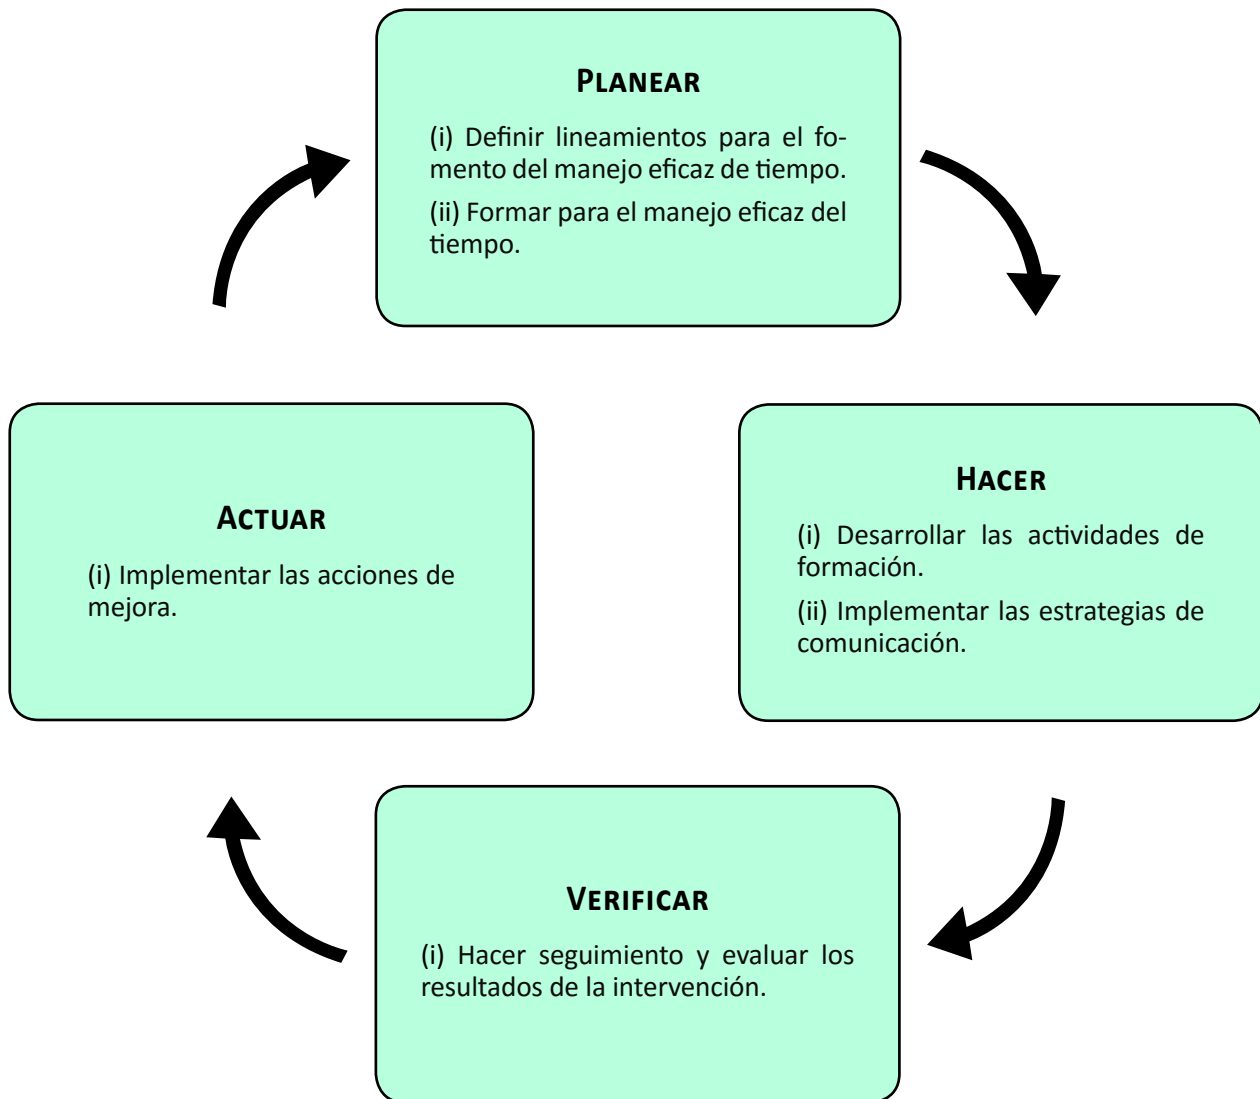 PLANEAR
(i) Definir lineamientos para el fo-
mento del manejo eficaz de tiempo.
(ii) Formar para el manejo eficaz del
tiempo.
HACER
(i) Desarrollar las actividades de
formación.
(ii) Implementar las estrategias de
comunicación.
VERIFICAR
(i) Hacer seguimiento y evaluar los
resultados de la intervención.
ACTUAR
(i) Implementar las acciones de
mejora.